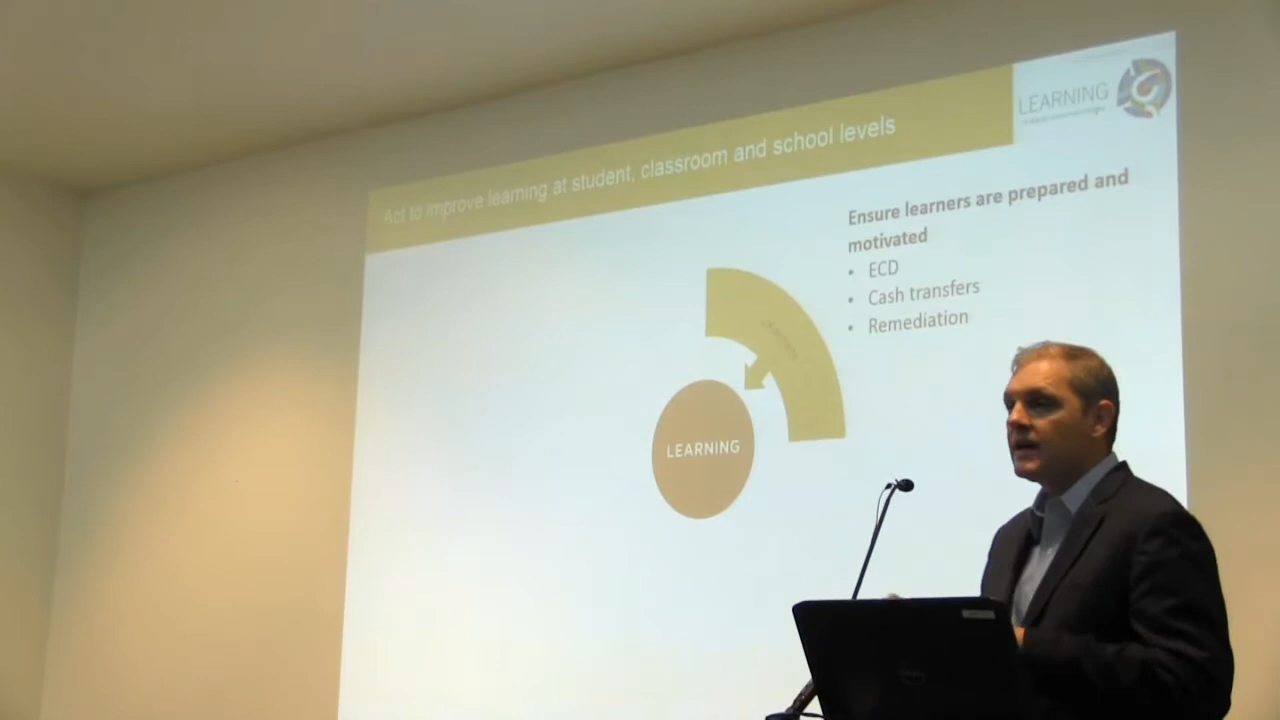 LEARNING
Act to improve learning at student, classroom and school levels
Ensure learners are prepared and
motivated
• ECD
• Cash transfers
• Remediation
LEARNING